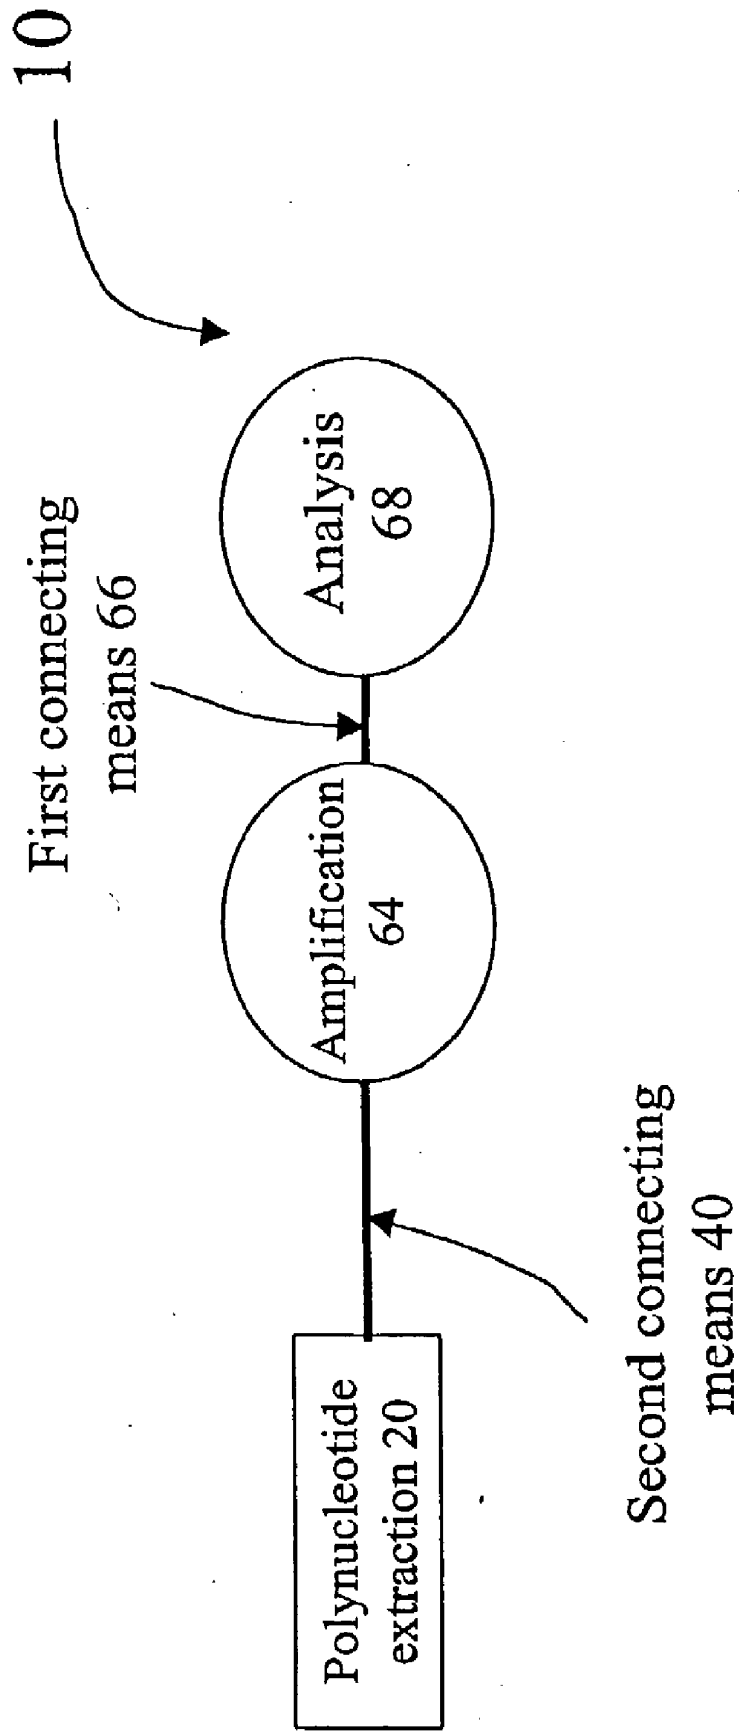 10
First connecting
means 66
Polynucleotide
extraction 20
Amplification
64
Analysis
68
Second connecting
means 40